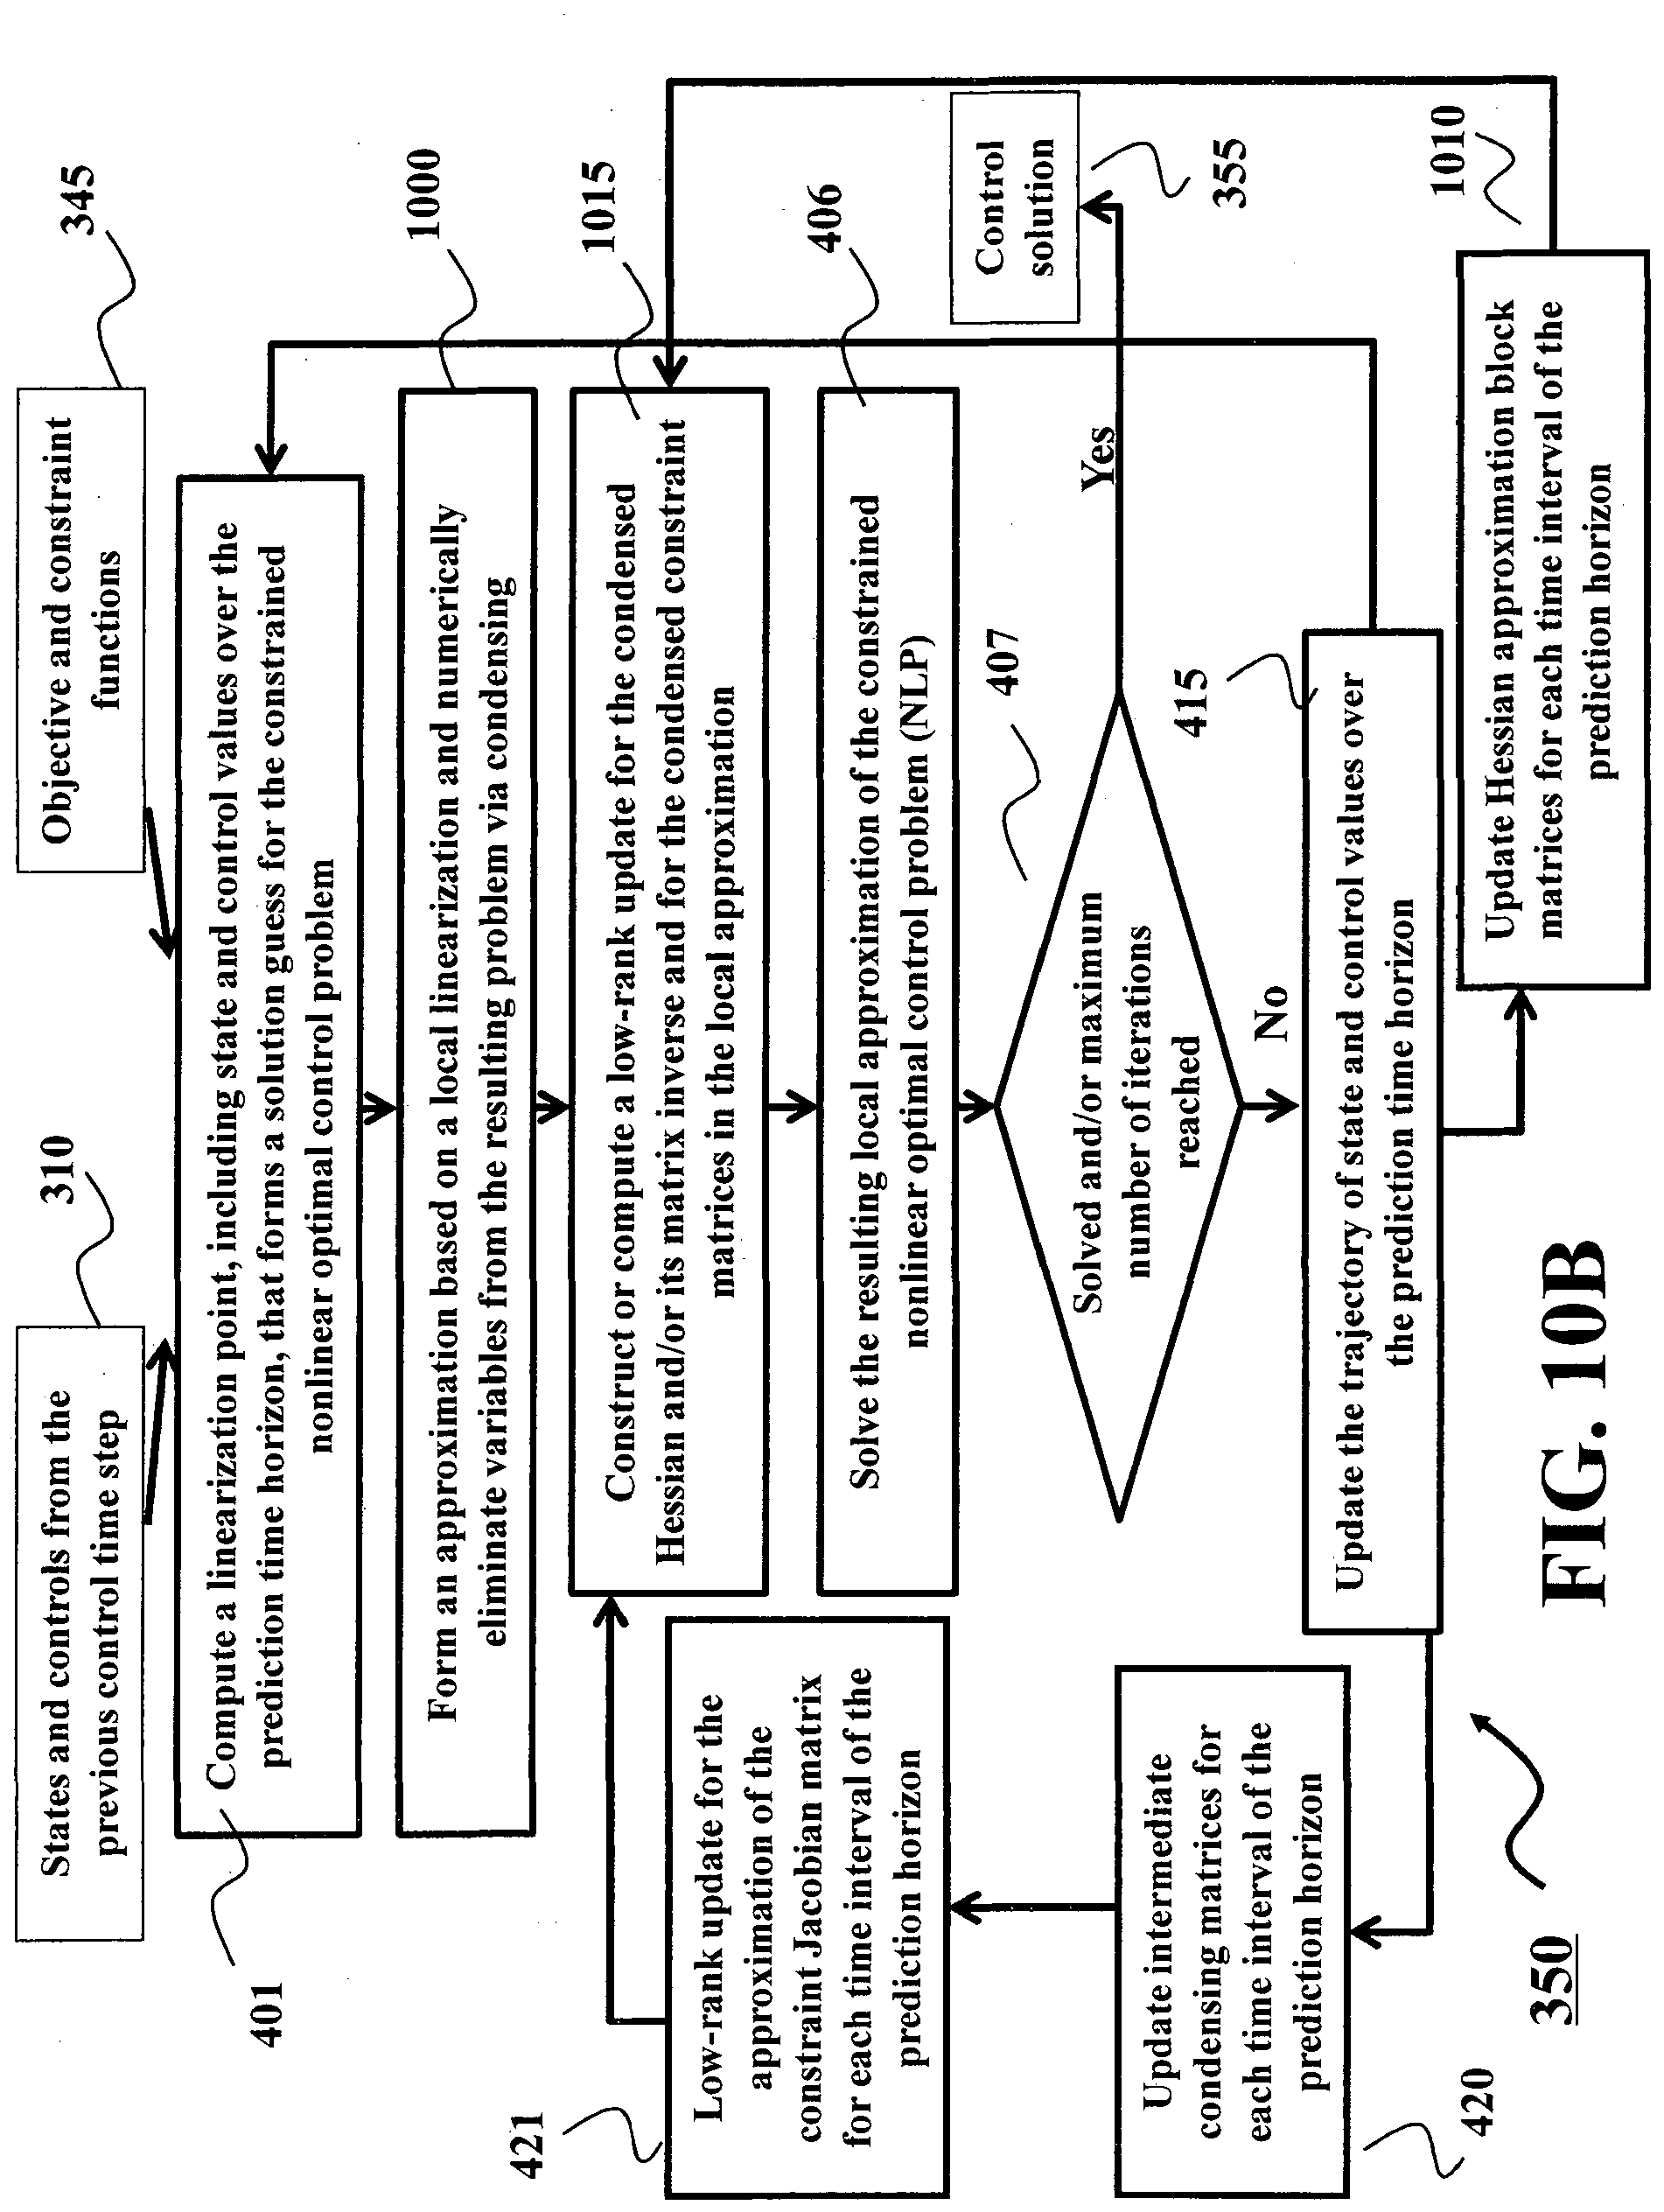 States and controls from the
previous control time step
310
Objective and constraint
functions
345
401
Compute a linearization point, including state and control values over the
prediction time horizon, that forms a solution guess for the constrained
nonlinear optimal control problem
Form an approximation based on a local linearization and numerically
eliminate variables from the resulting problem via condensing
1000
Construct or compute a low-rank update for the condensed
Hessian and/or its matrix inverse and for the condensed constraint
matrices in the local approximation
1015
421
Low-rank update for the
approximation of the
constraint Jacobian matrix
for each time interval of the
prediction horizon
Solve the resulting local approximation of the constrained
nonlinear optimal control problem (NLP)
406
Solved and/or maximum
number of iterations
reached
407
Yes
Control
solution
355
No
420
Update intermediate
condensing matrices for
each time interval of the
prediction horizon
Update the trajectory of state and control values over
the prediction time horizon
415
Update Hessian approximation block
matrices for each time interval of the
prediction horizon
1010
350
FIG. 10B